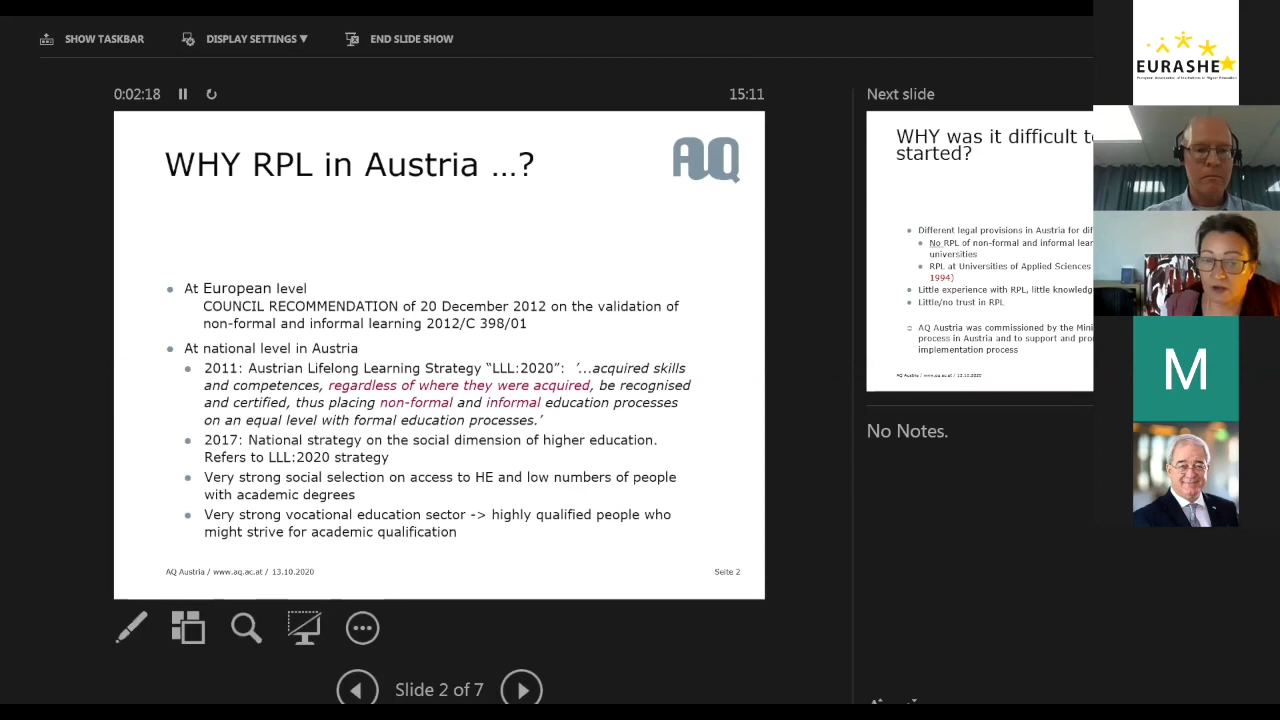 SHOW TASKBAR
DISPLAY SETTINGS ▼
END SLIDE SHOW
0:02:18
15:11
WHY RPL in Austria …?
AQ
At European level
COUNCIL RECOMMENDATION of 20 December 2012 on the validation of
non-formal and informal learning 2012/C 398/01
At national level in Austria
2011: Austrian Lifelong Learning Strategy “LLL:2020”: ‘...acquired skills
and competences, regardless of where they were acquired, be recognised
and certified, thus placing non-formal and informal education processes
on an equal level with formal education processes.’
2017: National strategy on the social dimension of higher education.
Refers to LLL:2020 strategy
Very strong social selection on access to HE and low numbers of people
with academic degrees
Very strong vocational education sector -> highly qualified people who
might strive for academic qualification
AQ Austria / www.aq.ac.at / 13.10.2020
Seite 2
Slide 2 of 7
Next slide
WHY was it difficult
started?
Different legal provisions in Austria for
No RPL of non-formal and informal
universities
RPL at Universities of Applied Sciences
1994)
Little experience with RPL, little
Little/no trust in RPL
AQ Austria was commissioned by the
process in Austria and to support and
implementation process
AQ Austria / www.aq.ac.at / 13.10.2020
No Notes.
EURASHE
M